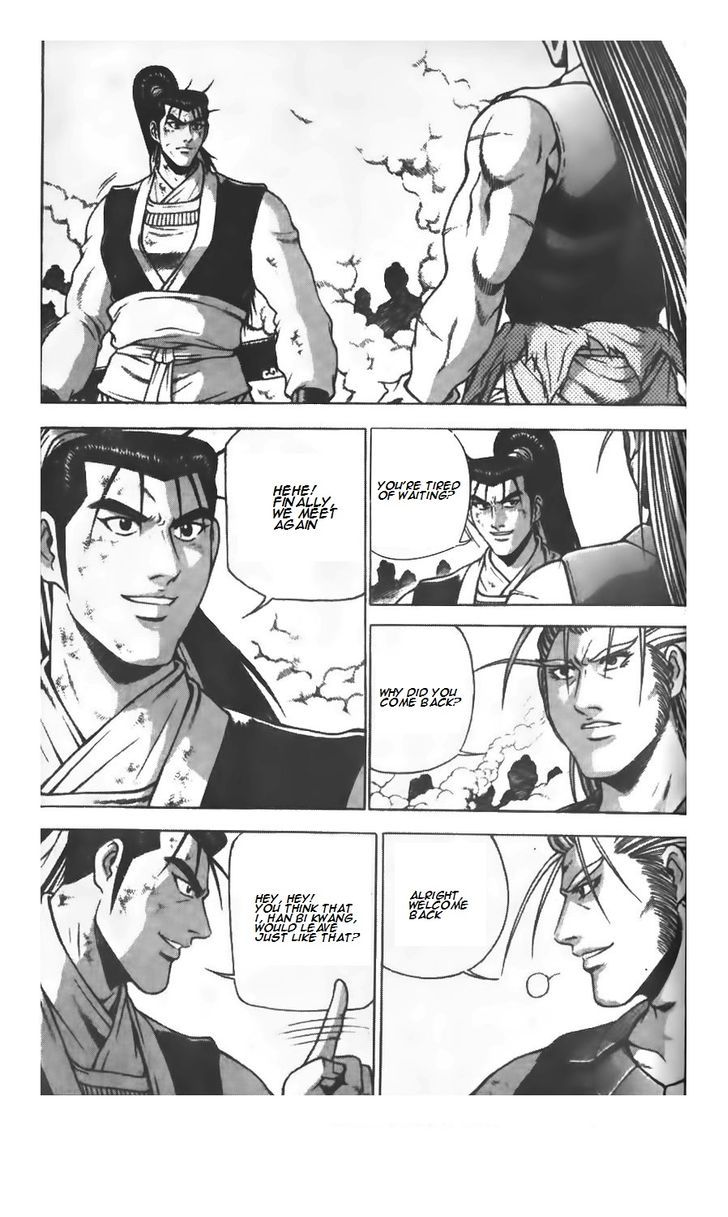 HEHE!
FINALLY,
WE MEET
AGAIN
YOU'RE TIRED
OF WAITING?
WHY DID YOU
COME BACK?
HEY, HEY!
YOU THINK THAT
I, HAN BI KWANG,
WOULD LEAVE
JUST LIKE THAT?
ALRIGHT,
WELCOME
BACK